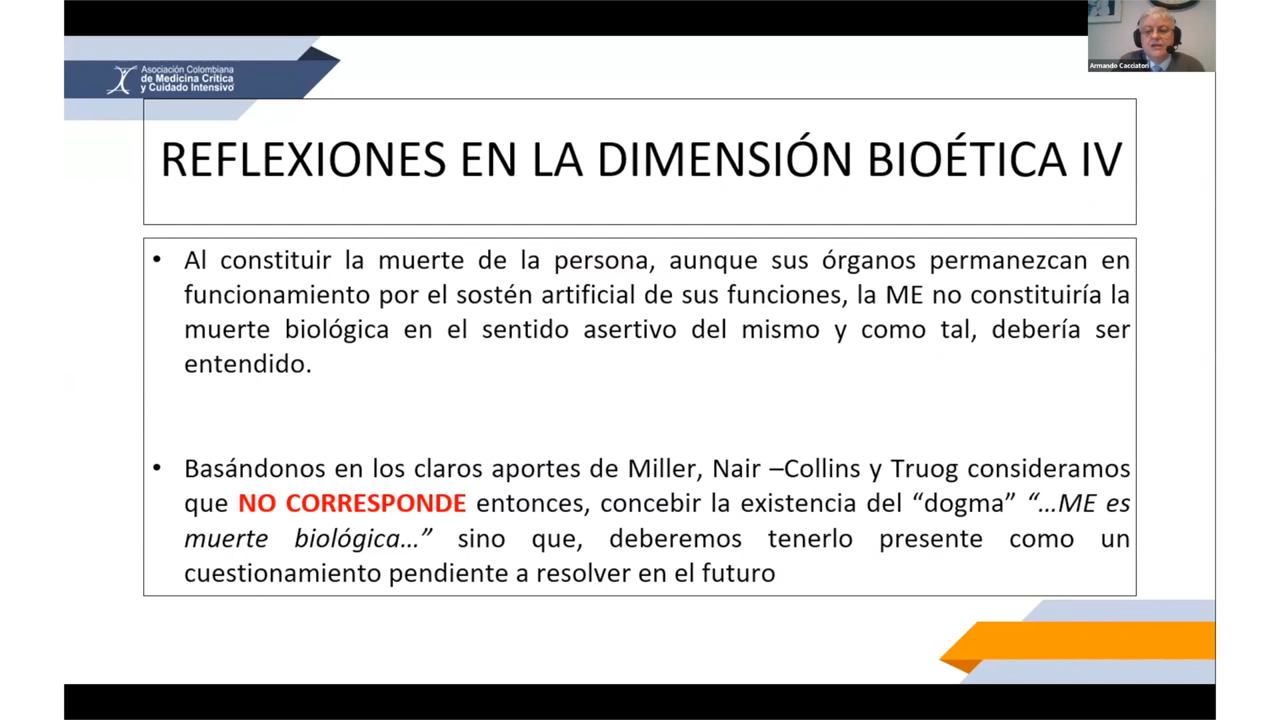 Armando Cacciatori
Asociación Colombiana
de Medicina Crítica
y Cuidado Intensivo
REFLEXIONES EN LA DIMENSIÓN BIOÉTICA IV
• Al constituir la muerte de la persona, aunque sus órganos permanezcan en
funcionamiento por el sostén artificial de sus funciones, la ME no constituiría la
muerte biológica en el sentido asertivo del mismo y como tal, debería ser
entendido.
• Basándonos en los claros aportes de Miller, Nair –Collins y Truog consideramos
que NO CORRESPONDE entonces, concebir la existencia del “dogma” “…ME es
muerte biológica…” sino que, deberemos tenerlo presente como un
cuestionamiento pendiente a resolver en el futuro